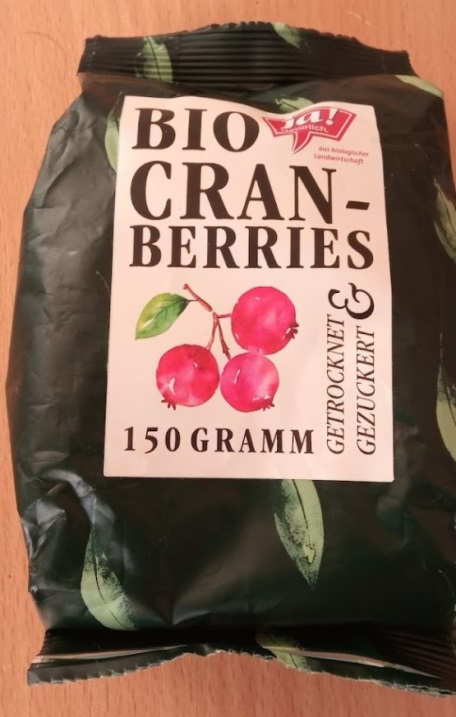 BIO
ja!
Natürlich.
aus biologischer
Landwirtschaft
CRAN-
BERRIES
GETROCKNET &
GEZUCKERT
150 GRAMM